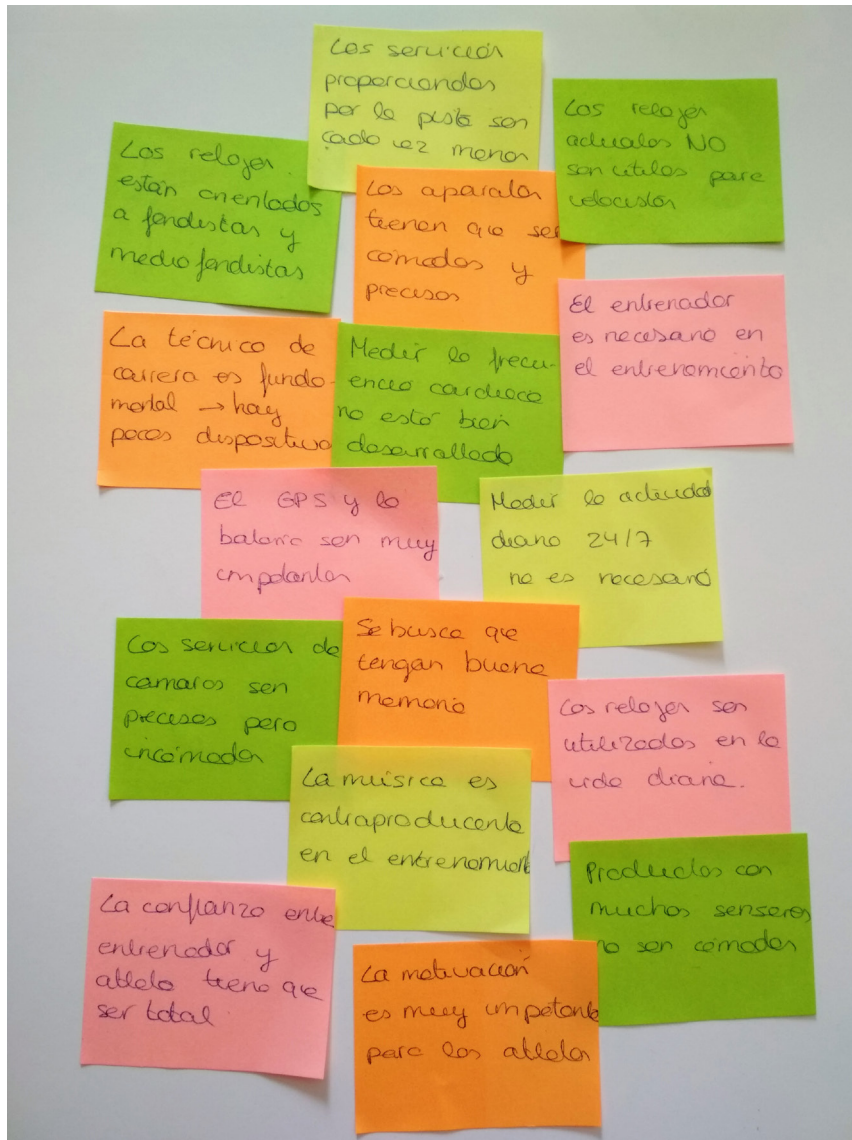 Los servicios
proporcionados
por la pista son
cada vez menos
Los relojes
actuales NO
son útiles para
velocistas
Los relojes
están orientados
a fondistas y
mediofondistas
Los aparatos
tienen que ser
cómodos y
precisos
El entrenador
es necesario en
el entrenamiento
La técnica de
carrera es funda-
mental → hay
pocos dispositivo
Medir la frecu-
encia cardiaca
no está bien
desarrollado
El GPS y la
batería son muy
importantes
Medir la actividad
diaria 24/7
no es necesario
Los servicios de
cámaras son
precisos pero
incómodos
Se busca que
tengan buena
memoria
Los relojes son
utilizados en la
vida diaria.
La música es
contraproducente
en el entrenamient
Productos con
muchos sensores
no son cómodos
La confianza entre
entrenador y
atleta tiene que
ser total
La motivación
es muy importante
para los atletas